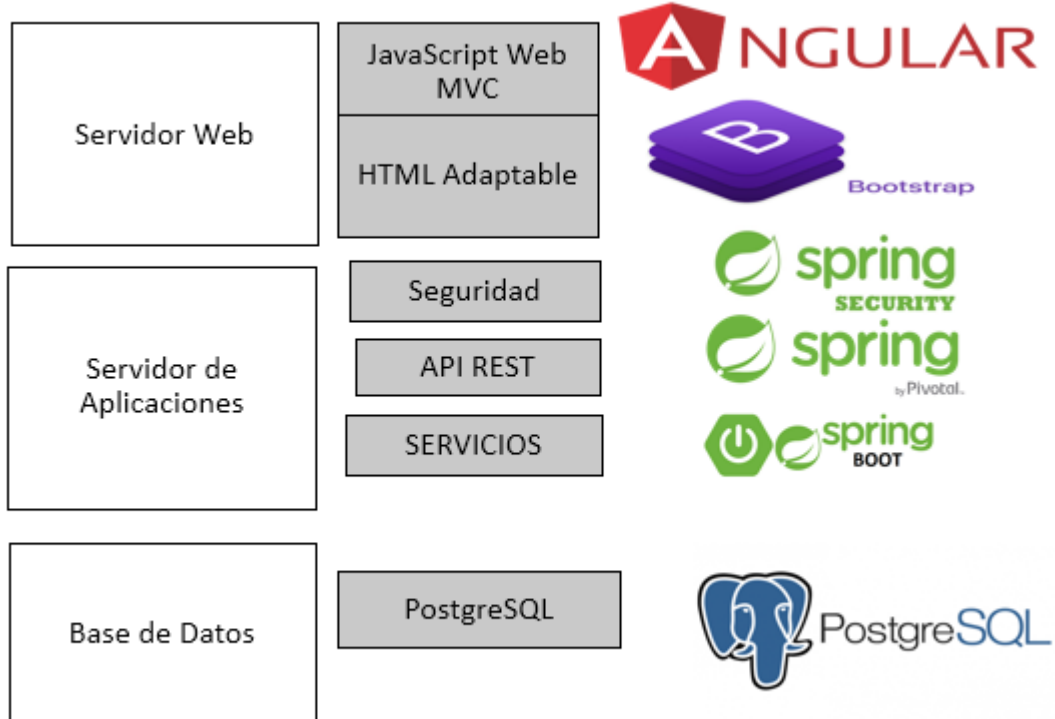 Servidor Web
JavaScript Web
MVC
HTML Adaptable
ANGULAR
B
Bootstrap
Servidor de
Aplicaciones
Seguridad
API REST
SERVICIOS
spring
SECURITY
spring
by Pivotal.
spring
BOOT
Base de Datos
PostgreSQL
PostgreSQL